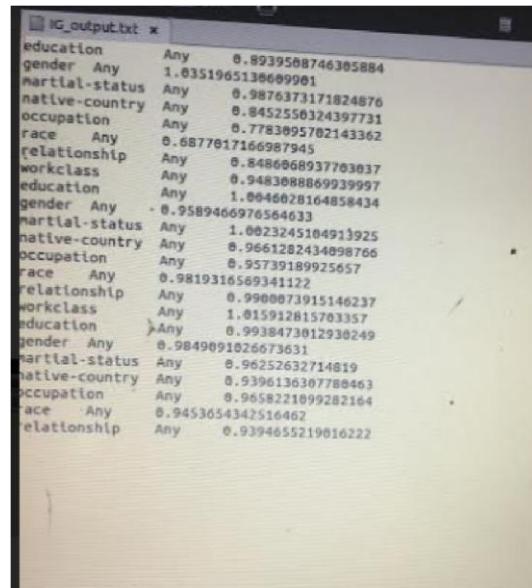 IG_output.txt ×
education Any 0.8939508746305884
gender Any 1.0351965130609901
martial-status Any 0.9876373171824876
native-country Any 0.8452550324397731
occupation Any 0.7783095702143362
race Any 0.6877017166987945
relationship Any 0.8486068937703037
workclass Any 0.9483088869939997
education Any 1.0046028164858434
gender Any 0.9589466976564633
martial-status Any 1.0023245104913925
native-country Any 0.9661282434098766
occupation Any 0.95739189925657
race Any 0.9819316569341122
relationship Any 0.9900073915146237
workclass Any 1.015912815703357
education Any 0.9938473012930249
gender Any 0.9849091026673631
martial-status Any 0.96252632714819
native-country Any 0.9396136307780463
occupation Any 0.9658221099282164
race Any 0.9453654342516462
relationship Any 0.9394655219016222